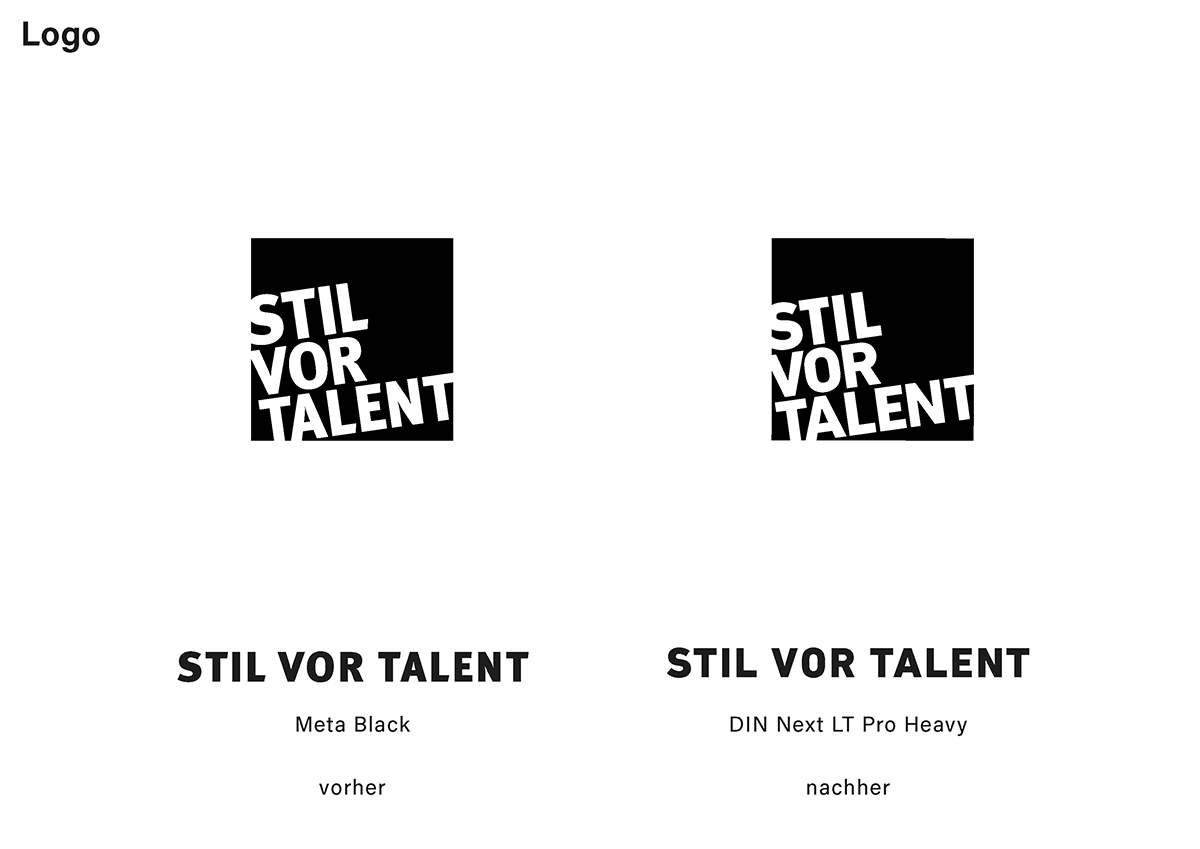 Logo
STIL
VOR
TALENT
STIL
VOR
TALENT
STIL VOR TALENT
Meta Black
vorher
STIL VOR TALENT
DIN Next LT Pro Heavy
nachher